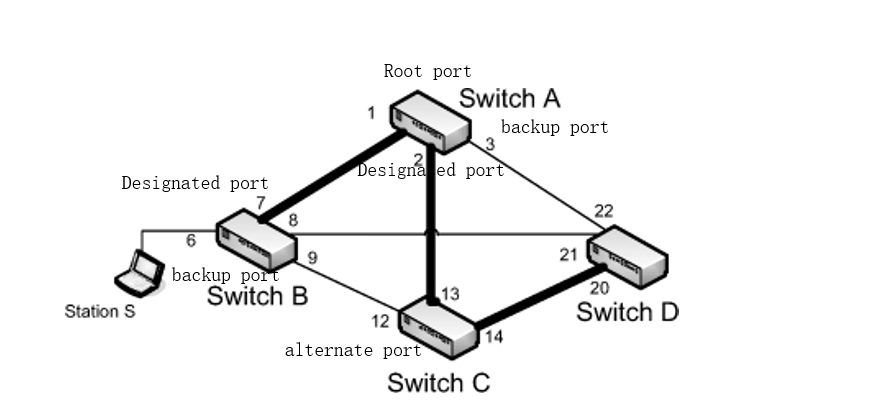 Root port
Switch A
1
backup port
3
2
Designated port
Designated port
7
22
8
6
21
9
backup port
20
13
Switch B
Station S
Switch D
12
14
alternate port
Switch C